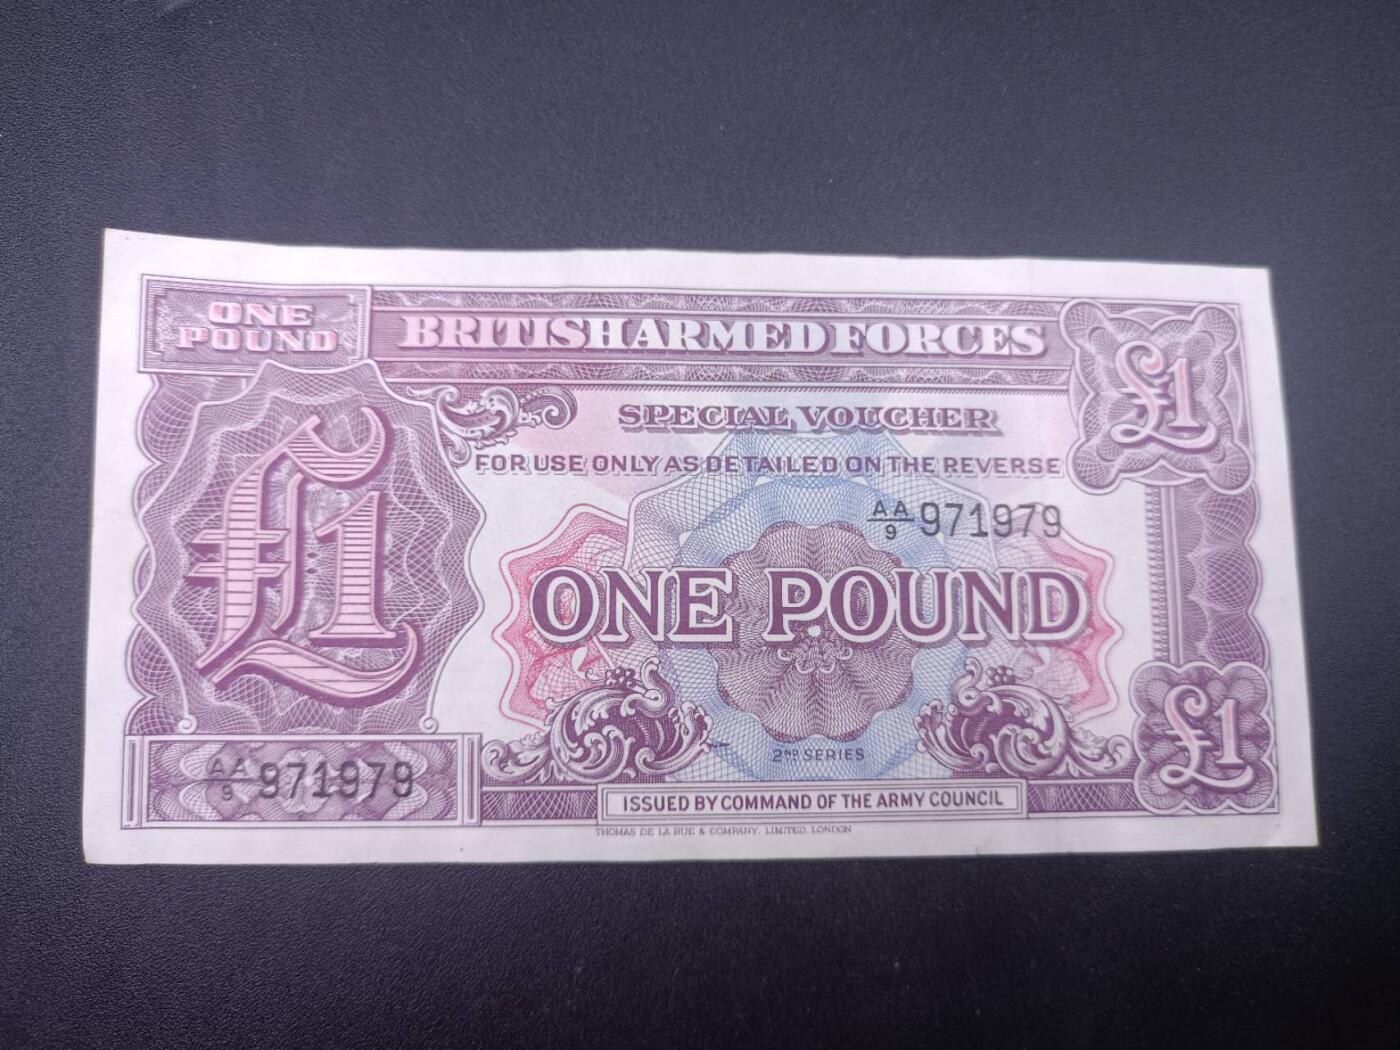 ONE
POUND
BRITISH ARMED FORCES
£1
SPECIAL VOUCHER
FOR USE ONLY AS DETAILED ON THE REVERSE
AA/9 971979
£1
ONE POUND
2ND SERIES
£1
AA/9 971979
ISSUED BY COMMAND OF THE ARMY COUNCIL
THOMAS DE LA RUE & COMPANY, LIMITED, LONDON